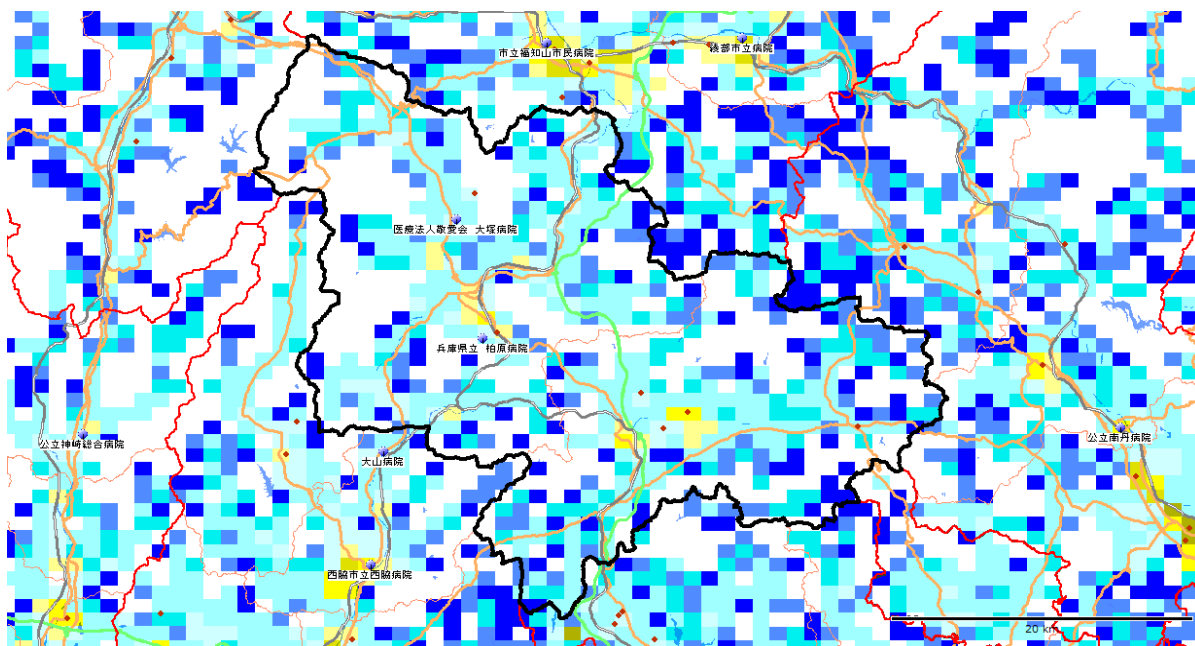 市立福知山市民病院
綾部市立病院
医療法人敬愛会 大塚病院
兵庫県立 柏原病院
公立神崎総合病院
大山病院
公立南丹病院
西脇市立西脇病院
20 km